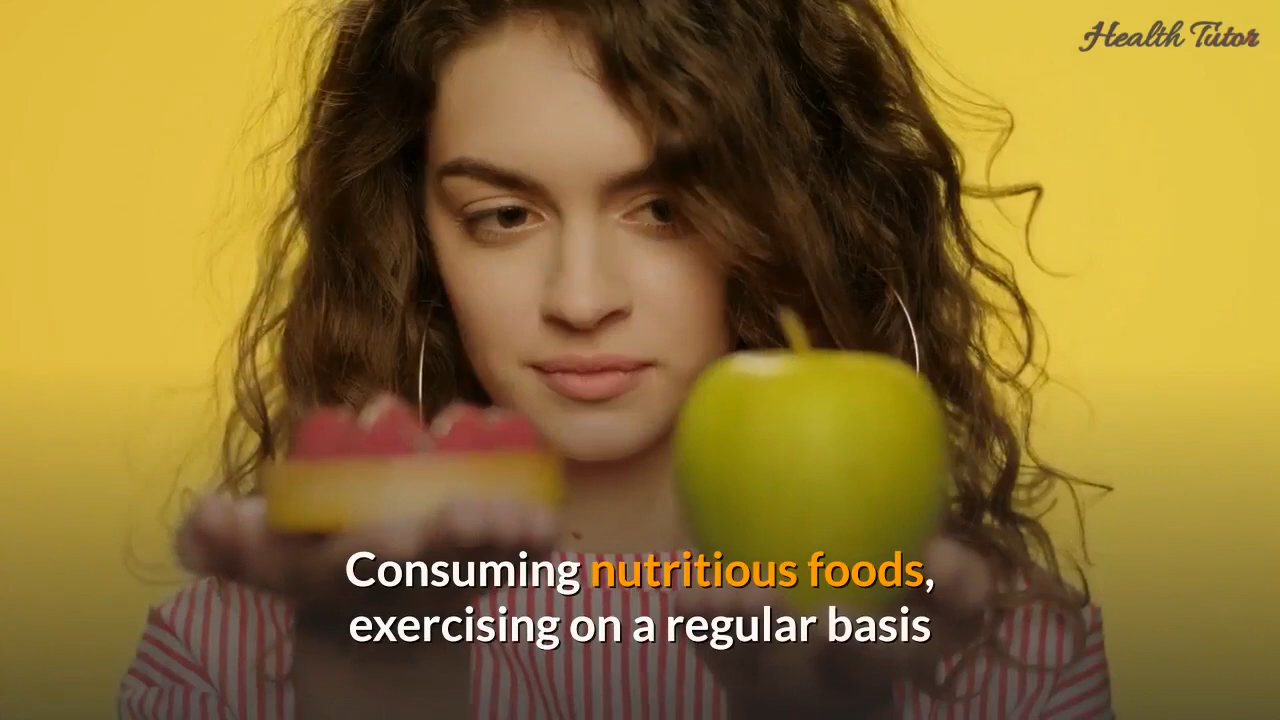 Health Tutor
Consuming nutritious foods,
exercising on a regular basis